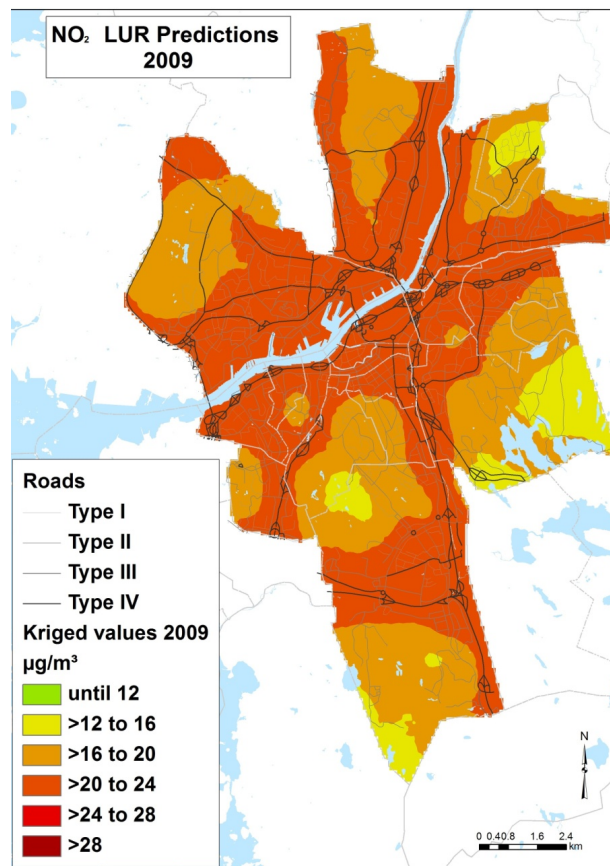 NO₂ LUR Predictions
2009
Roads
Type I
Type II
Type III
Type IV
Kriged values 2009
µg/m³
until 12
>12 to 16
>16 to 20
>20 to 24
>24 to 28
>28
N
0 0.40.8 1.6 2.4
km